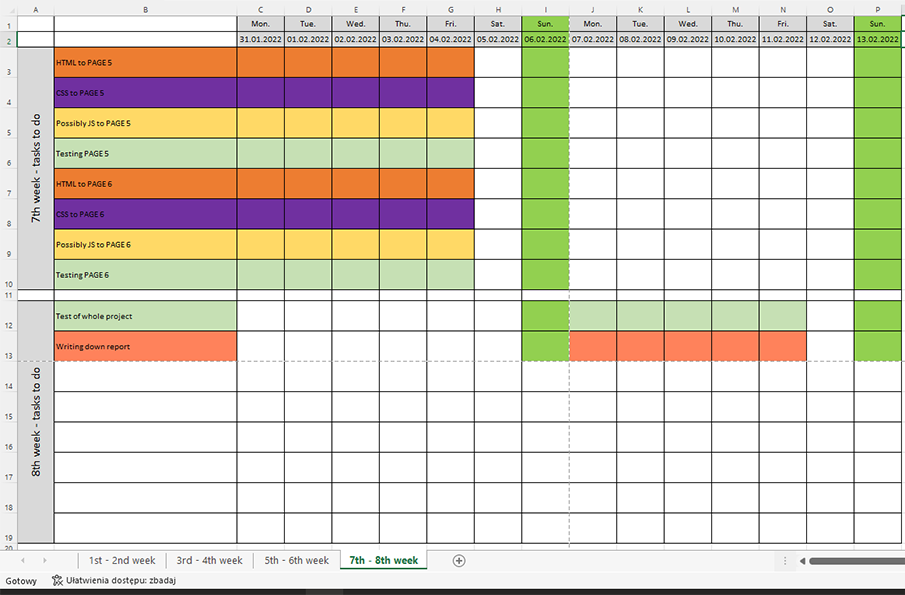 A B C D E F G H I J K L M N O P
1 Mon. Tue. Wed. Thu. Fri. Sat. Sun. Mon. Tue. Wed. Thu. Fri. Sat. Sun.
2 31.01.2022 01.02.2022 02.02.2022 03.02.2022 04.02.2022 05.02.2022 06.02.2022 07.02.2022 08.02.2022 09.02.2022 10.02.2022 11.02.2022 12.02.2022 13.02.2022
7th week - tasks to do
3 HTML to PAGE 5
4 CSS to PAGE 5
5 Possibly JS to PAGE 5
6 Testing PAGE 5
7 HTML to PAGE 6
8 CSS to PAGE 6
9 Possibly JS to PAGE 6
10 Testing PAGE 6
11
8th week - tasks to do
12 Test of whole project
13 Writing down report
14
15
16
17
18
19
20
1st - 2nd week 3rd - 4th week 5th - 6th week 7th - 8th week
Gotowy Ułatwienia dostępu: zbadaj